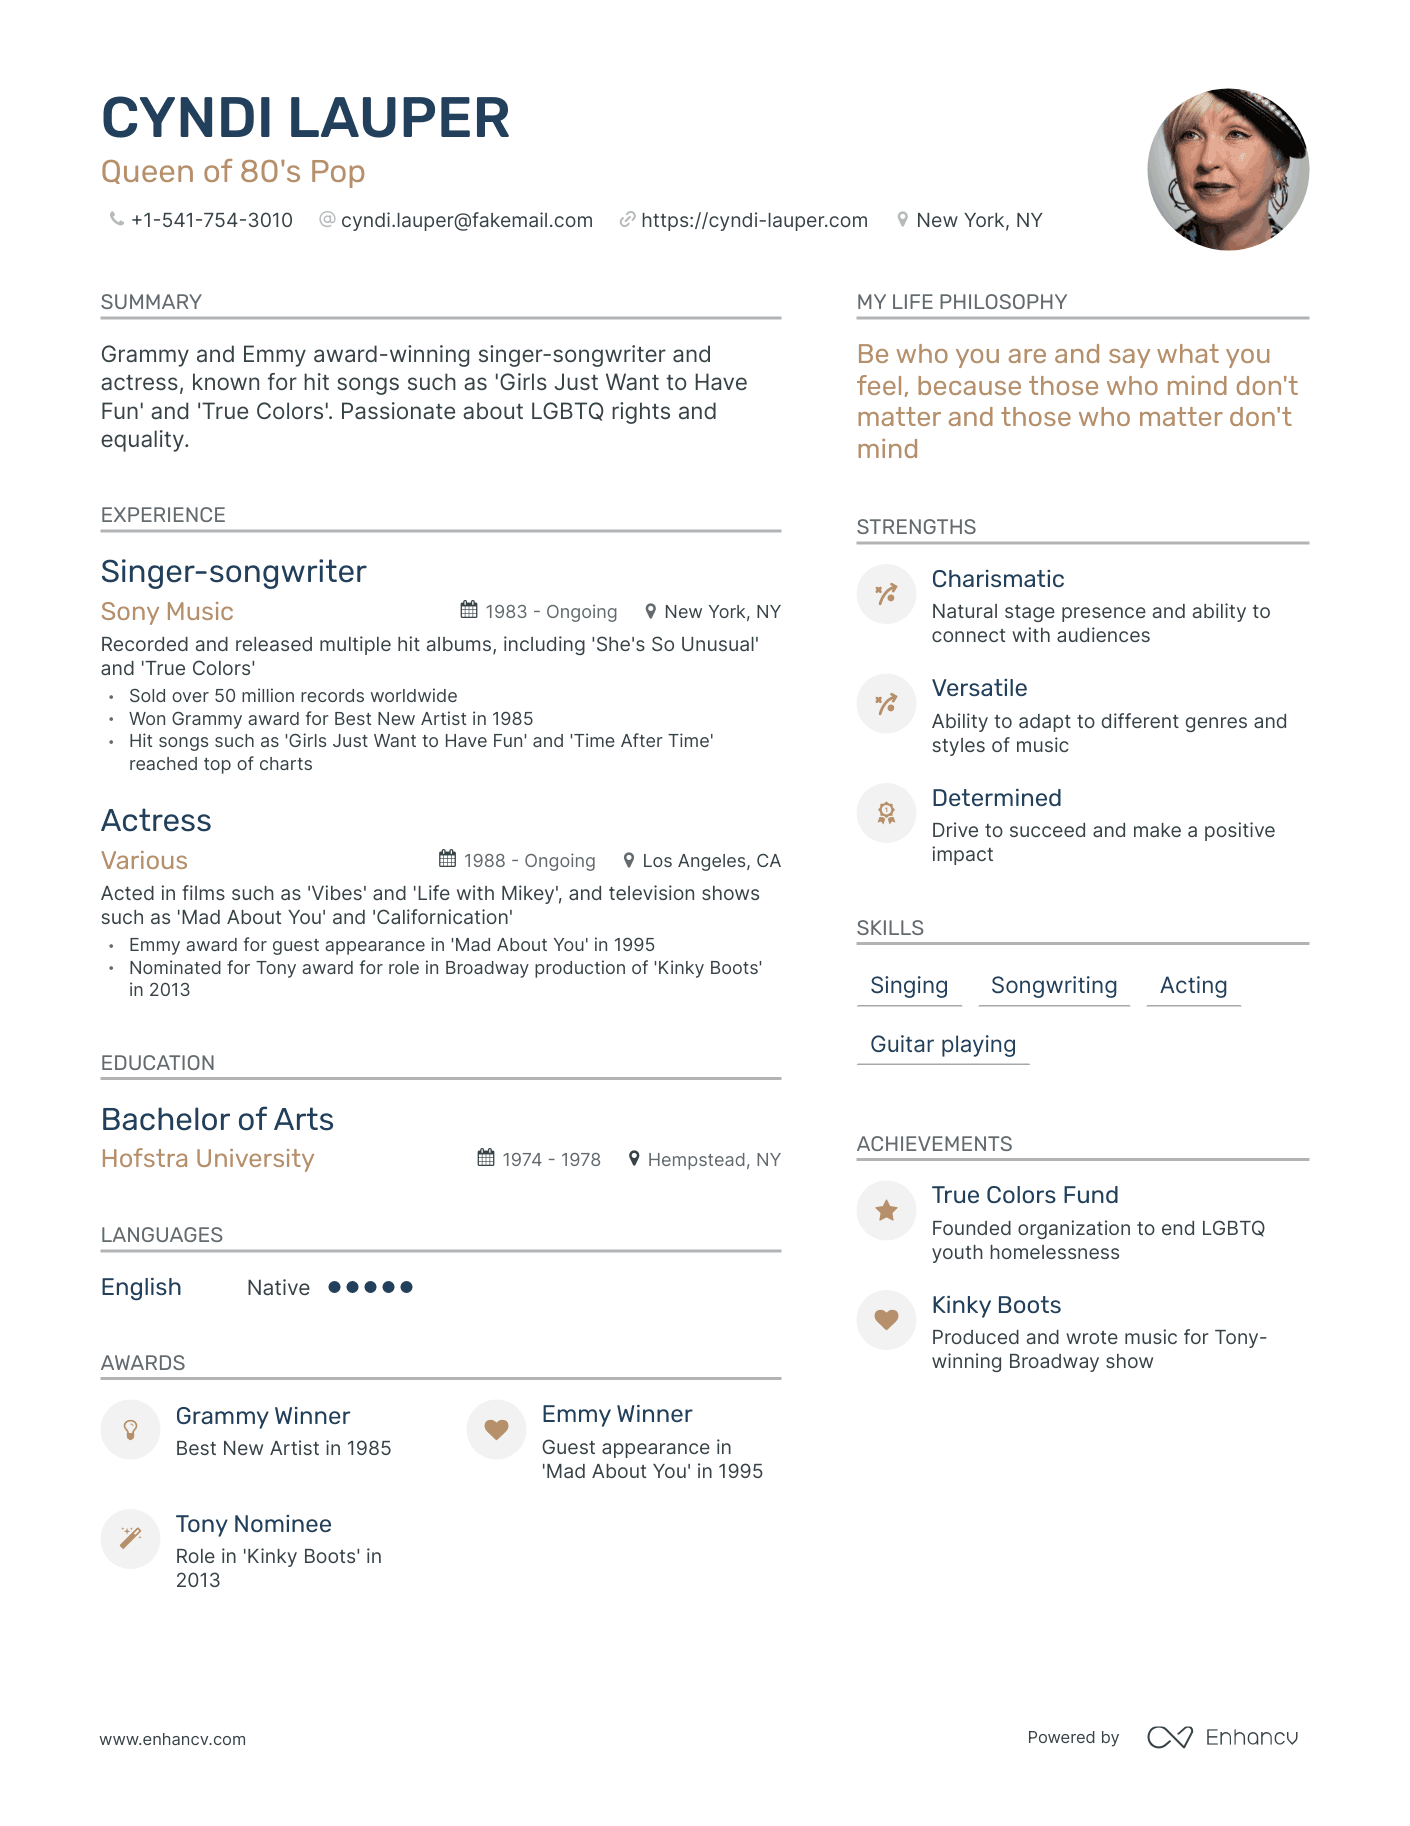 CYNDI LAUPER
Queen of 80's Pop
+1-541-754-3010 @ cyndi.lauper@fakemail.com https://cyndi-lauper.com New York, NY
SUMMARY
Grammy and Emmy award-winning singer-songwriter and
actress, known for hit songs such as 'Girls Just Want to Have
Fun' and 'True Colors'. Passionate about LGBTQ rights and
equality.
EXPERIENCE
Singer-songwriter
Sony Music 1983 - Ongoing New York, NY
Recorded and released multiple hit albums, including 'She's So Unusual'
and 'True Colors'
• Sold over 50 million records worldwide
• Won Grammy award for Best New Artist in 1985
• Hit songs such as 'Girls Just Want to Have Fun' and 'Time After Time'
reached top of charts
Actress
Various 1988 - Ongoing Los Angeles, CA
Acted in films such as 'Vibes' and 'Life with Mikey', and television shows
such as 'Mad About You' and 'Californication'
• Emmy award for guest appearance in 'Mad About You' in 1995
• Nominated for Tony award for role in Broadway production of 'Kinky Boots'
in 2013
EDUCATION
Bachelor of Arts
Hofstra University 1974 - 1978 Hempstead, NY
LANGUAGES
English Native
AWARDS
Grammy Winner
Best New Artist in 1985
Emmy Winner
Guest appearance in
'Mad About You' in 1995
Tony Nominee
Role in 'Kinky Boots' in
2013
MY LIFE PHILOSOPHY
Be who you are and say what you
feel, because those who mind don't
matter and those who matter don't
mind
STRENGTHS
Charismatic
Natural stage presence and ability to
connect with audiences
Versatile
Ability to adapt to different genres and
styles of music
Determined
Drive to succeed and make a positive
impact
SKILLS
Singing Songwriting Acting
Guitar playing
ACHIEVEMENTS
True Colors Fund
Founded organization to end LGBTQ
youth homelessness
Kinky Boots
Produced and wrote music for Tony-
winning Broadway show
www.enhancv.com
Powered by Enhancv